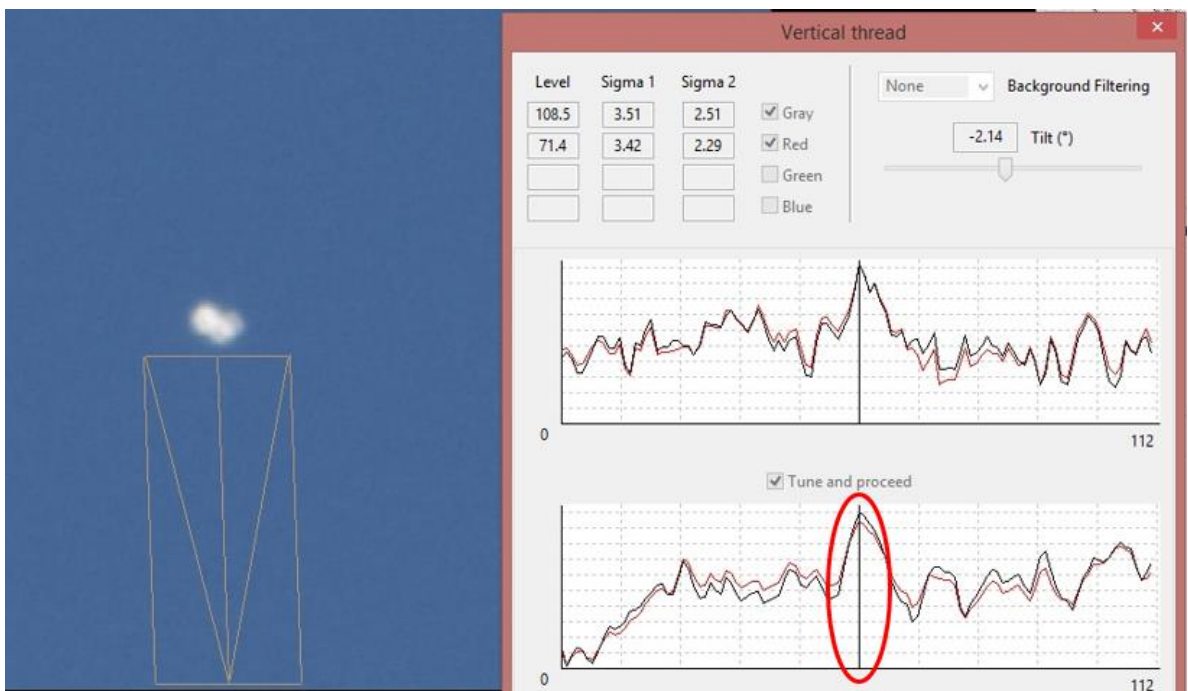 Vertical thread
×
Level Sigma 1 Sigma 2
None Background Filtering
108.5 3.51 2.51 Gray
71.4 3.42 2.29 Red
-2.14 Tilt (°)
Green
Blue
0 112
Tune and proceed
0 112